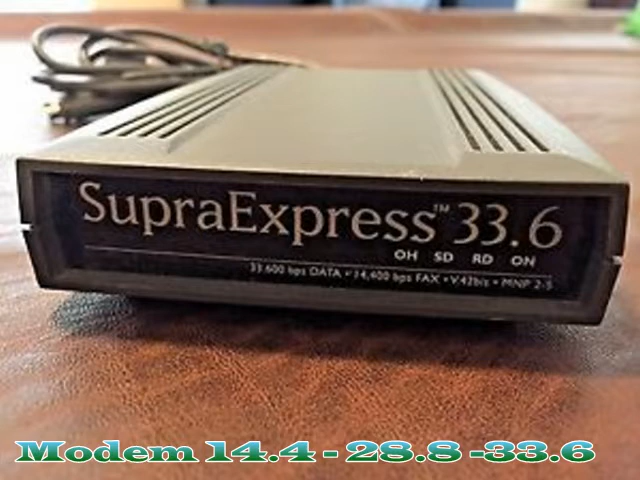 SupraExpress™ 33.6
OH SD RD ON
33,600 bps DATA • 14,400 bps FAX • V.42bis • MNP 2-5
Modem 14.4 - 28.8 -33.6